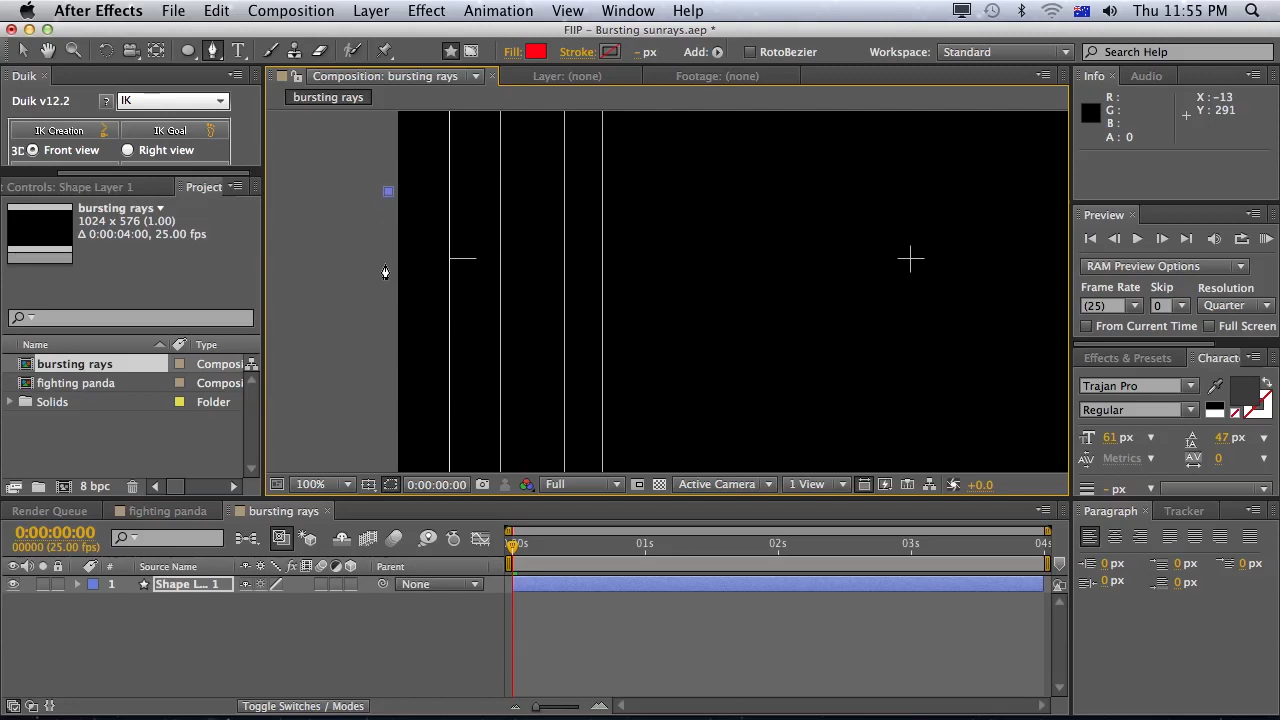 After Effects File Edit Composition Layer Effect Animation View Window Help Thu 11:55 PM
FIIP – Bursting sunrays.aep *
Fill: Stroke: – px Add: RotoBezier Workspace: Standard Search Help
Duik
Composition: bursting rays
Layer: (none)
Footage: (none)
Info Audio
Duik v12.2 ? IK
bursting rays
R:
G:
B:
A: 0
X: –13
Y: 291
IK Creation IK Goal
3D Front view Right view
Controls: Shape Layer 1 Project
bursting rays
1024 x 576 (1.00)
Δ 0:00:04:00, 25.00 fps
Preview
RAM Preview Options
Frame Rate Skip Resolution
(25) 0 Quarter
From Current Time Full Screen
Name Type
bursting rays Composi
fighting panda Composi
Solids Folder
Effects & Presets Charact
Trajan Pro
Regular
61 px 47 px
Metrics 0
– px
8 bpc
100% 0:00:00:00 Full Active Camera 1 View +0.0
Render Queue fighting panda bursting rays
Paragraph Tracker
0:00:00:00
00000 (25.00 fps)
0s 01s 02s 03s 04s
# Source Name Parent
1 Shape L... 1 None
0 px 0 px 0 px
0 px 0 px
Toggle Switches / Modes